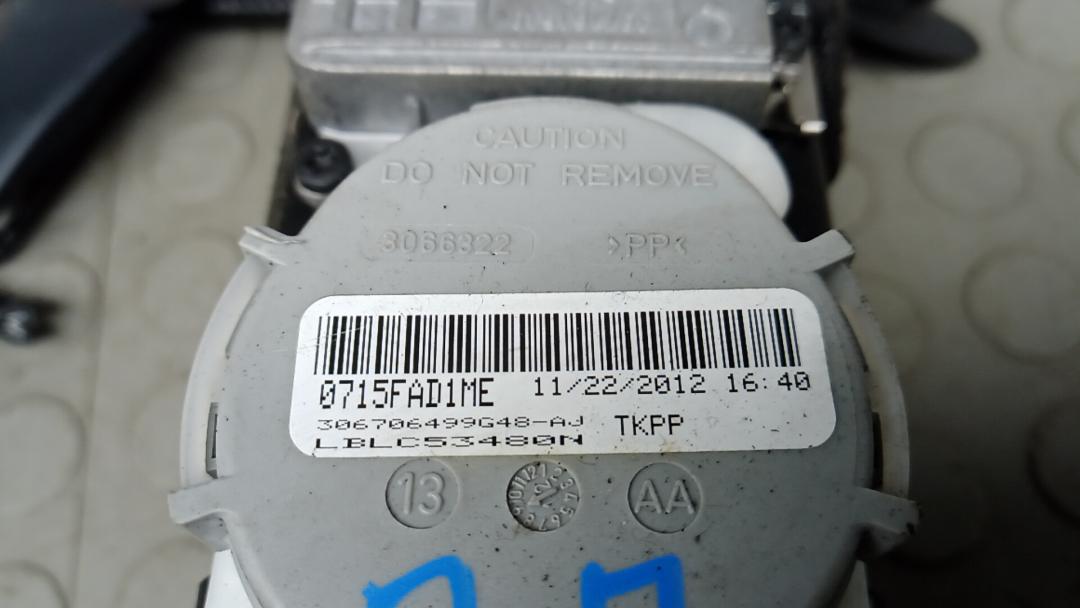 CAUTION
DO NOT REMOVE
3066322 >PP<
0715FAD1ME 11/22/2012 16:40
306706499G48-AJ TKPP
LBLC53480N
13 AA